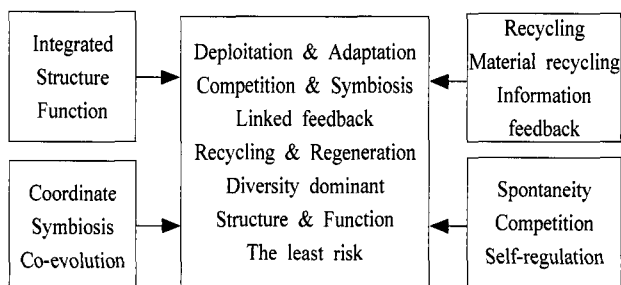 Integrated
Structure
Function
Coordinate
Symbiosis
Co-evolution
Deploitation & Adaptation
Competition & Symbiosis
Linked feedback
Recycling & Regeneration
Diversity dominant
Structure & Function
The least risk
Recycling
Material recycling
Information
feedback
Spontaneity
Competition
Self-regulation